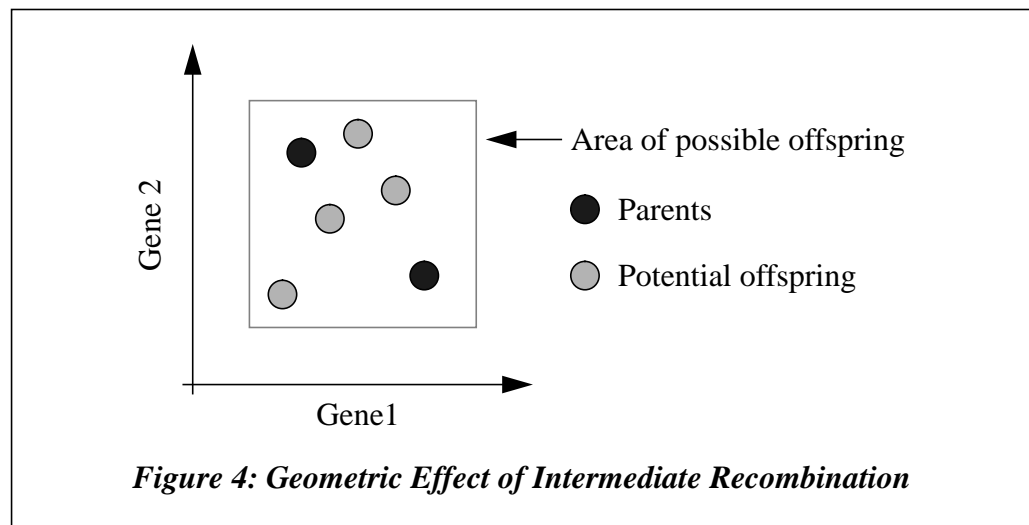 Gene 2
Area of possible offspring
Parents
Potential offspring
Gene1
Figure 4: Geometric Effect of Intermediate Recombination